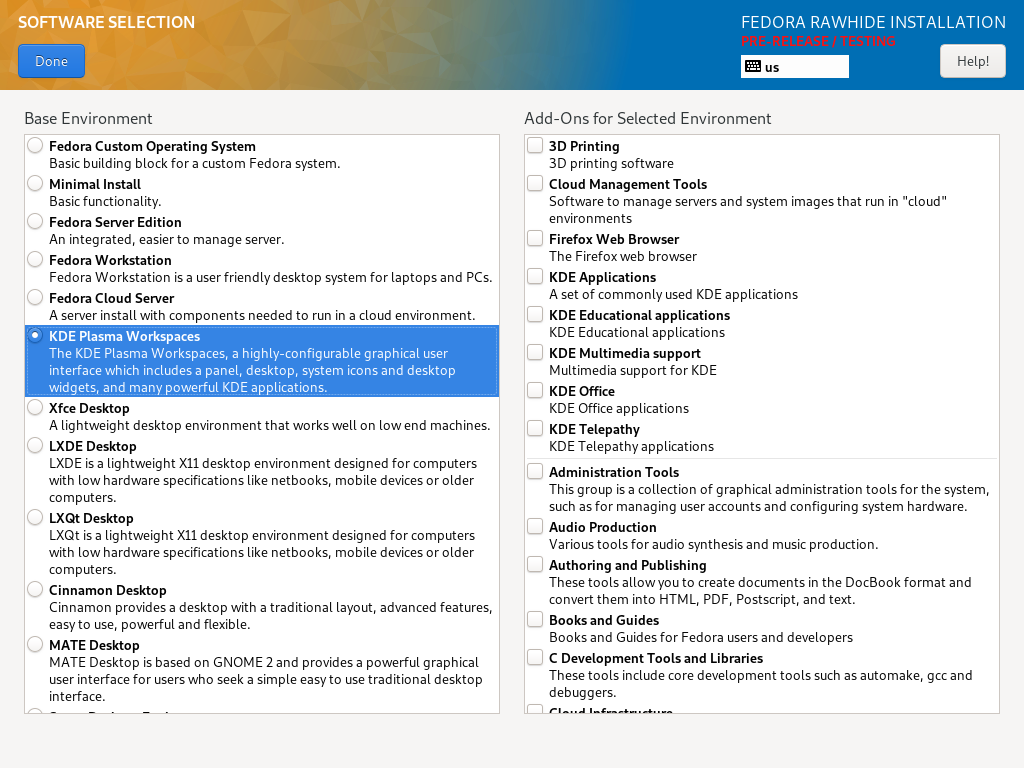 SOFTWARE SELECTION
Done
FEDORA RAWHIDE INSTALLATION
PRE-RELEASE / TESTING
us
Help!
Base Environment
Fedora Custom Operating System
Basic building block for a custom Fedora system.
Minimal Install
Basic functionality.
Fedora Server Edition
An integrated, easier to manage server.
Fedora Workstation
Fedora Workstation is a user friendly desktop system for laptops and PCs.
Fedora Cloud Server
A server install with components needed to run in a cloud environment.
KDE Plasma Workspaces
The KDE Plasma Workspaces, a highly-configurable graphical user
interface which includes a panel, desktop, system icons and desktop
widgets, and many powerful KDE applications.
Xfce Desktop
A lightweight desktop environment that works well on low end machines.
LXDE Desktop
LXDE is a lightweight X11 desktop environment designed for computers
with low hardware specifications like netbooks, mobile devices or older
computers.
LXQt Desktop
LXQt is a lightweight X11 desktop environment designed for computers
with low hardware specifications like netbooks, mobile devices or older
computers.
Cinnamon Desktop
Cinnamon provides a desktop with a traditional layout, advanced features,
easy to use, powerful and flexible.
MATE Desktop
MATE Desktop is based on GNOME 2 and provides a powerful graphical
user interface for users who seek a simple easy to use traditional desktop
interface.
Add-Ons for Selected Environment
3D Printing
3D printing software
Cloud Management Tools
Software to manage servers and system images that run in "cloud"
environments
Firefox Web Browser
The Firefox web browser
KDE Applications
A set of commonly used KDE applications
KDE Educational applications
KDE Educational applications
KDE Multimedia support
Multimedia support for KDE
KDE Office
KDE Office applications
KDE Telepathy
KDE Telepathy applications
Administration Tools
This group is a collection of graphical administration tools for the system,
such as for managing user accounts and configuring system hardware.
Audio Production
Various tools for audio synthesis and music production.
Authoring and Publishing
These tools allow you to create documents in the DocBook format and
convert them into HTML, PDF, Postscript, and text.
Books and Guides
Books and Guides for Fedora users and developers
C Development Tools and Libraries
These tools include core development tools such as automake, gcc and
debuggers.
Cloud Infrastructure